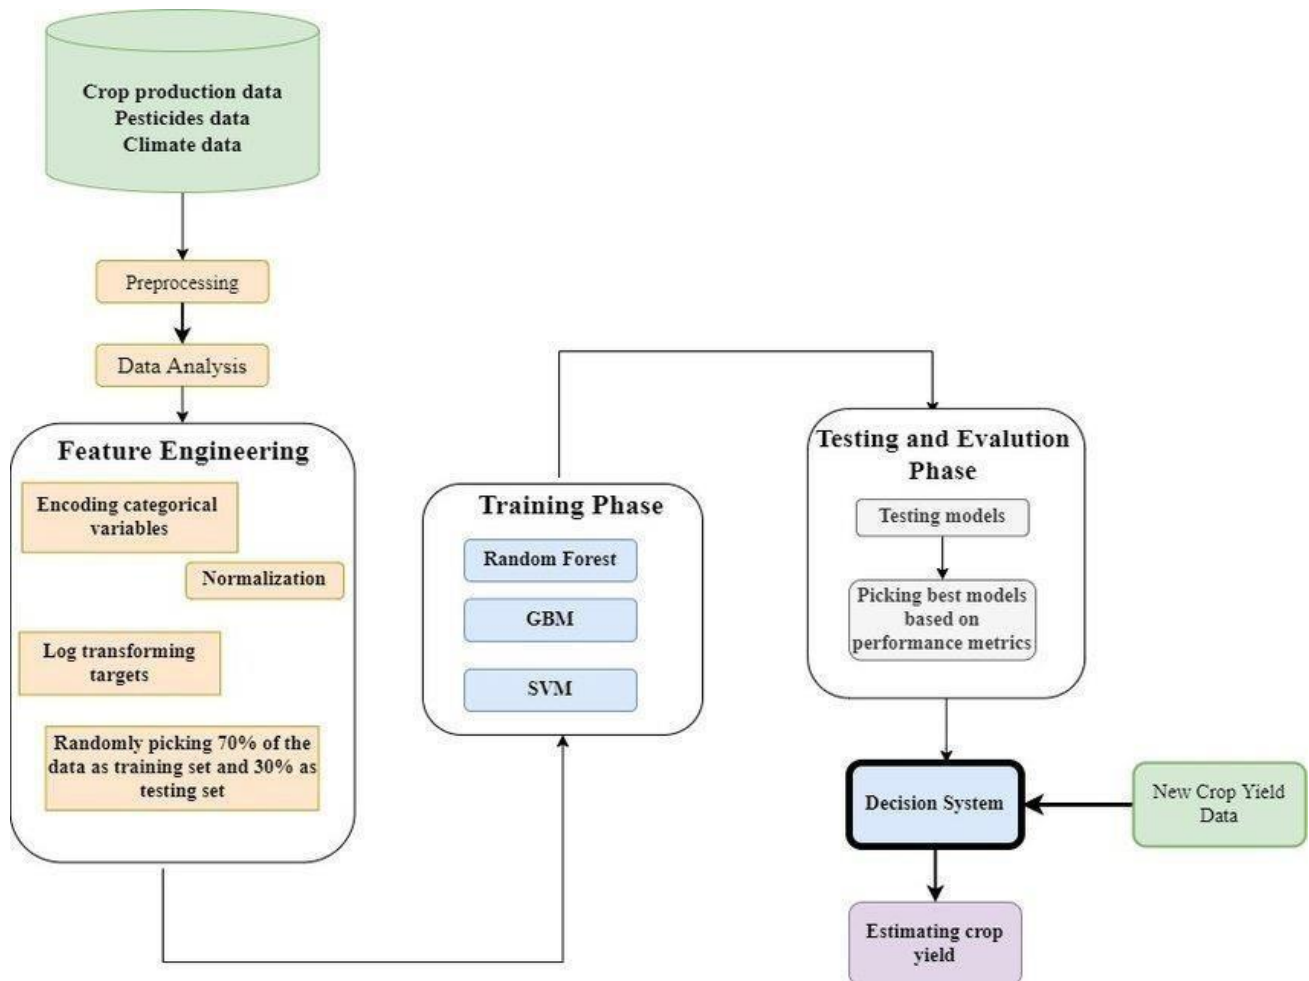 Crop production data
Pesticides data
Climate data
Preprocessing
Data Analysis
Feature Engineering
Encoding categorical
variables
Normalization
Log transforming
targets
Randomly picking 70% of the
data as training set and 30% as
testing set
Training Phase
Random Forest
GBM
SVM
Testing and Evalution
Phase
Testing models
Picking best models
based on
performance metrics
Decision System
New Crop Yield
Data
Estimating crop
yield